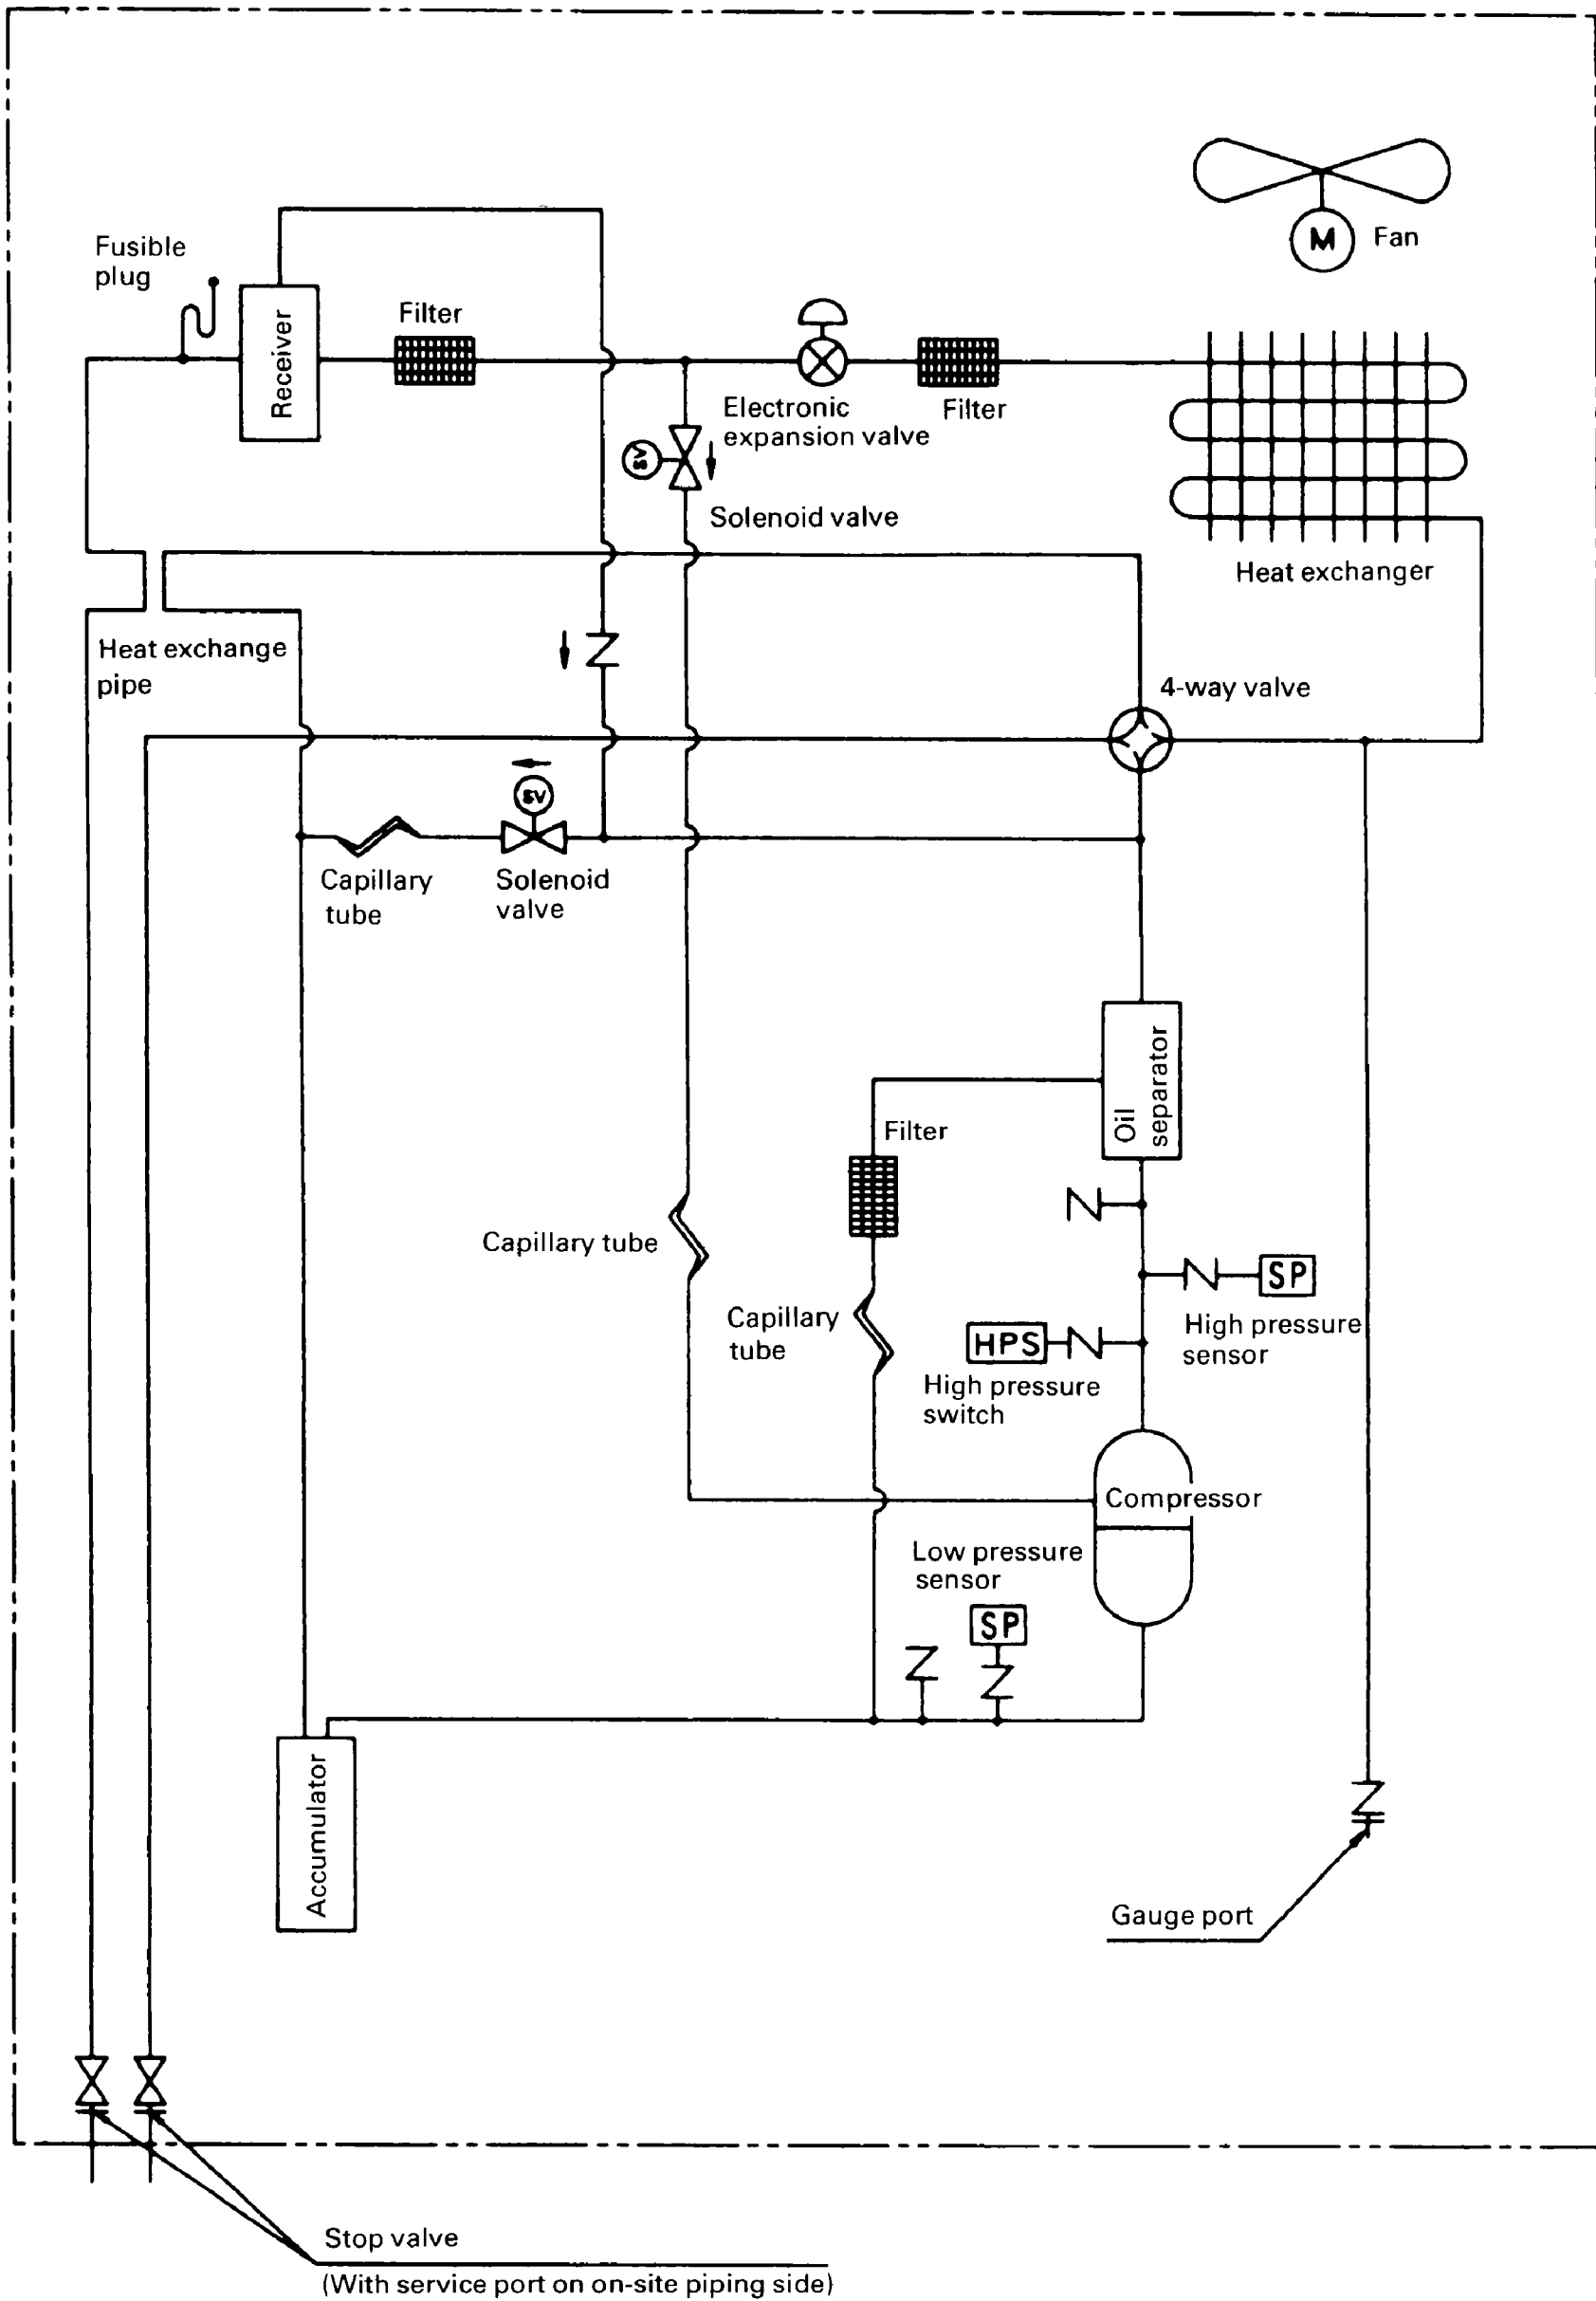 M
Fan
Fusible
plug
Receiver
Filter
Electronic
expansion valve
Filter
SV
Solenoid valve
Heat exchanger
Heat exchange
pipe
4-way valve
SV
Capillary
tube
Solenoid
valve
Oil
separator
Filter
Capillary tube
SP
High pressure
sensor
Capillary
tube
HPS
High pressure
switch
Compressor
Low pressure
sensor
SP
Accumulator
Gauge port
Stop valve
(With service port on on-site piping side)